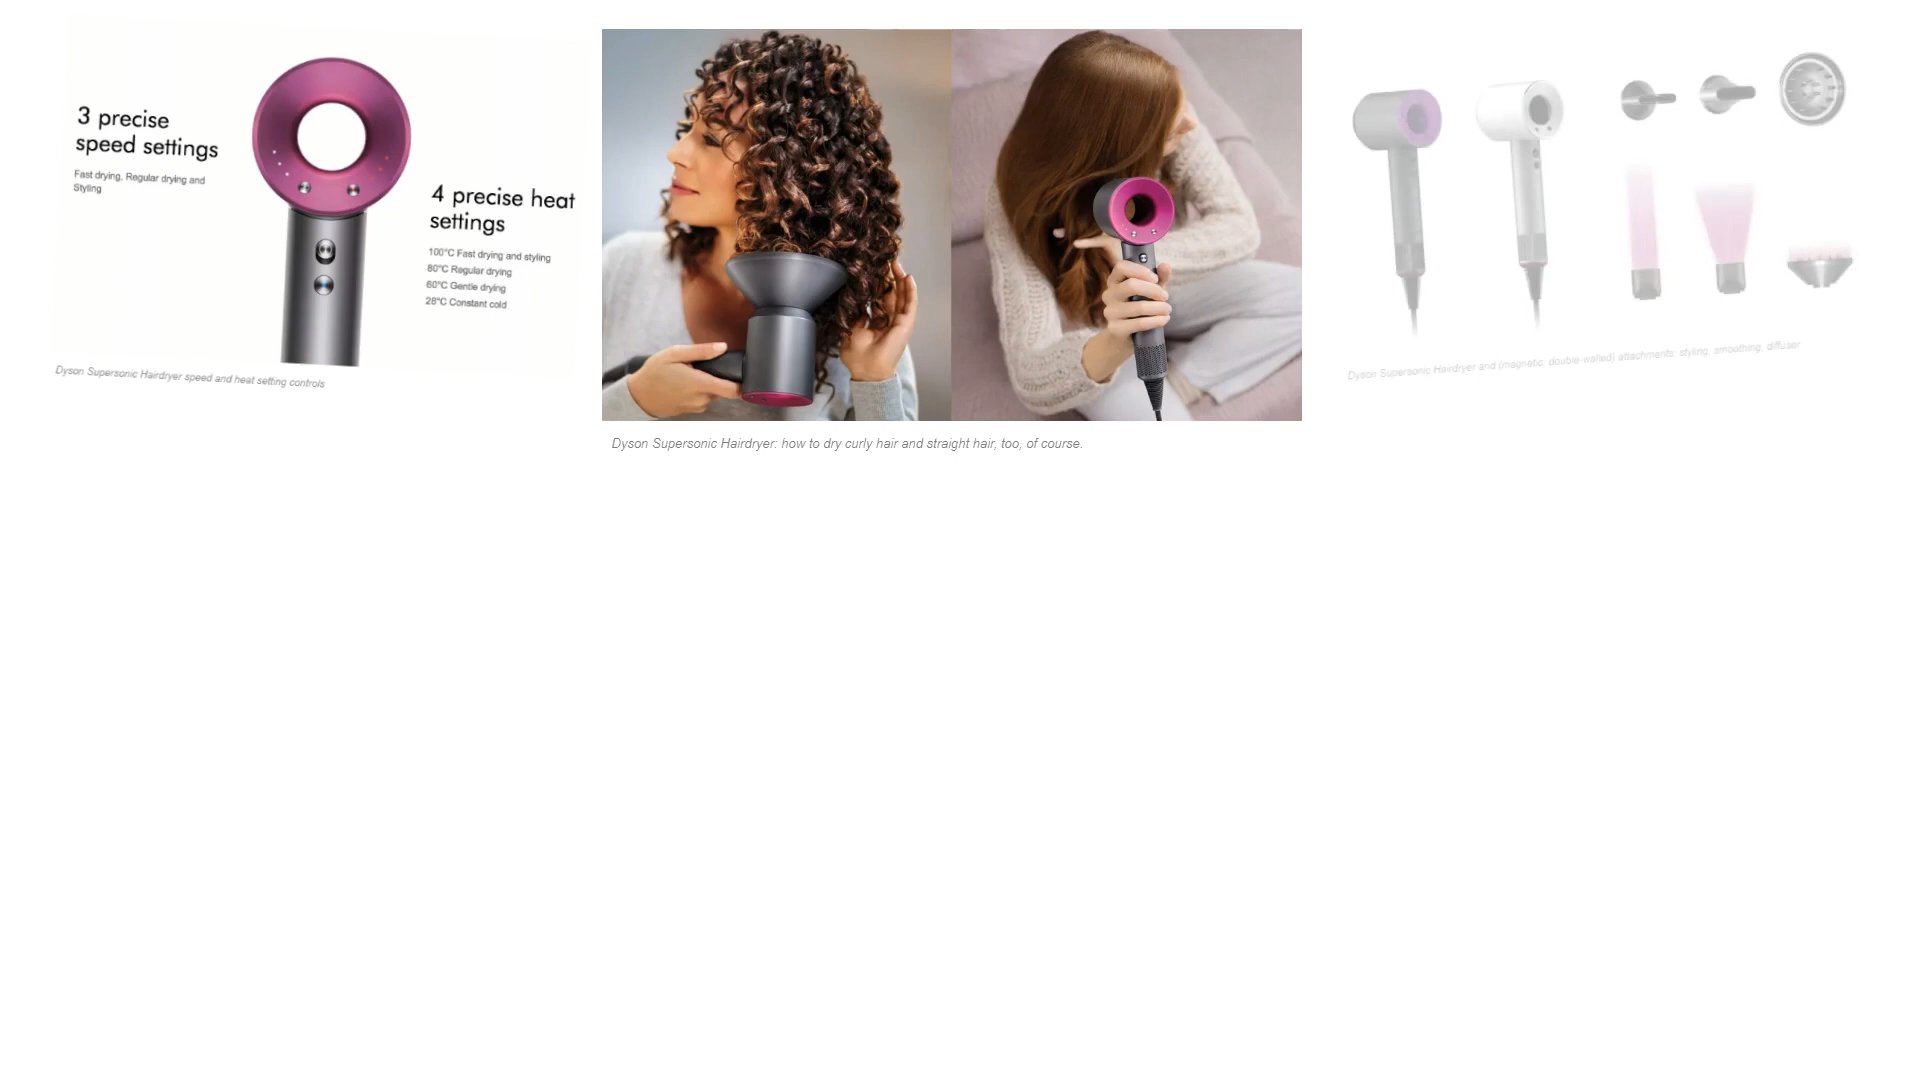 3 precise
speed settings
Fast drying, Regular drying and
Styling
4 precise heat
settings
100°C Fast drying and styling
80°C Regular drying
60°C Gentle drying
28°C Constant cold
Dyson Supersonic Hairdryer speed and heat setting controls
Dyson Supersonic Hairdryer: how to dry curly hair and straight hair, too, of course.
Dyson Supersonic Hairdryer and (magnetic double-walled) attachments: styling, smoothing, diffuser